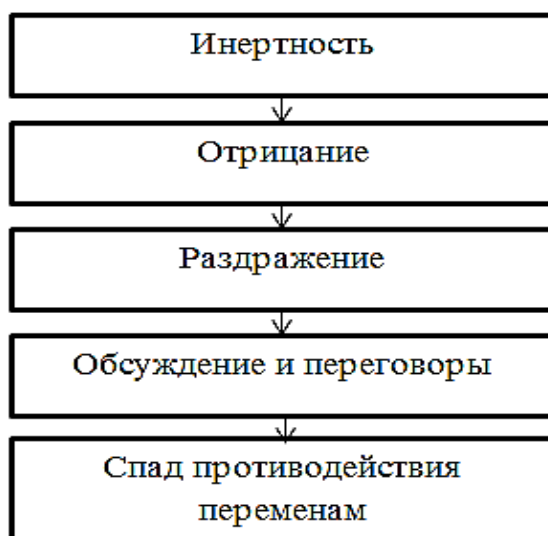 Инертность
Отрицание
Раздражение
Обсуждение и переговоры
Спад противодействия
переменам